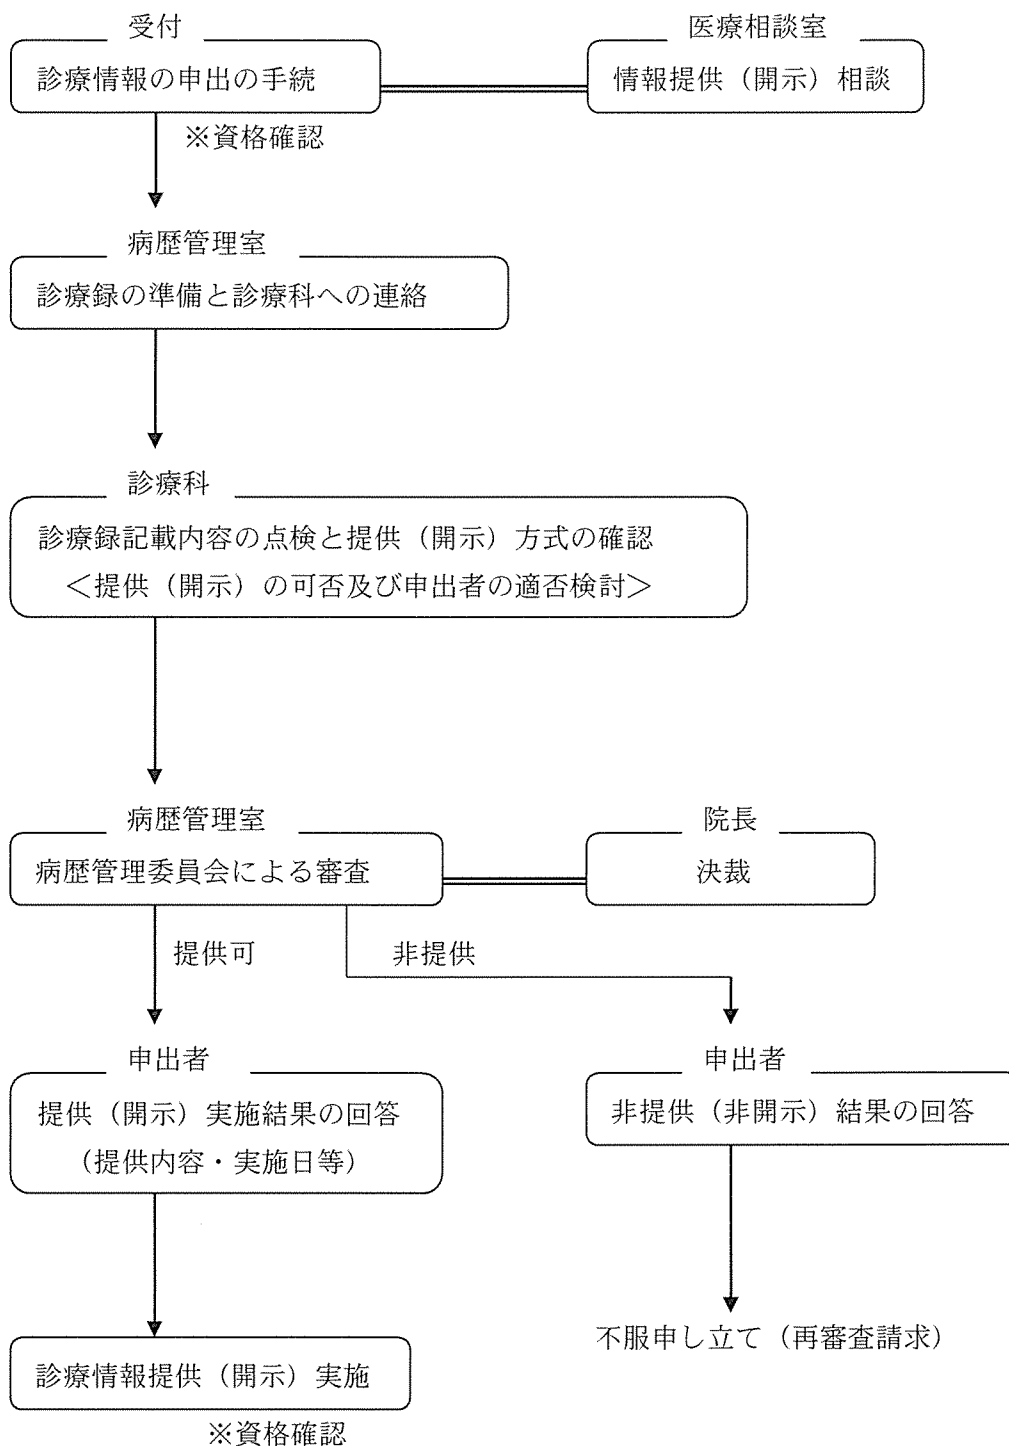 受付
診療情報の申出の手続
医療相談室
情報提供（開示）相談
※資格確認
病歴管理室
診療録の準備と診療科への連絡
診療科
診療録記載内容の点検と提供（開示）方式の確認
＜提供（開示）の可否及び申出者の適否検討＞
病歴管理室
病歴管理委員会による審査
院長
決裁
提供可
非提供
申出者
提供（開示）実施結果の回答
（提供内容・実施日等）
申出者
非提供（非開示）結果の回答
診療情報提供（開示）実施
※資格確認
不服申し立て（再審査請求）